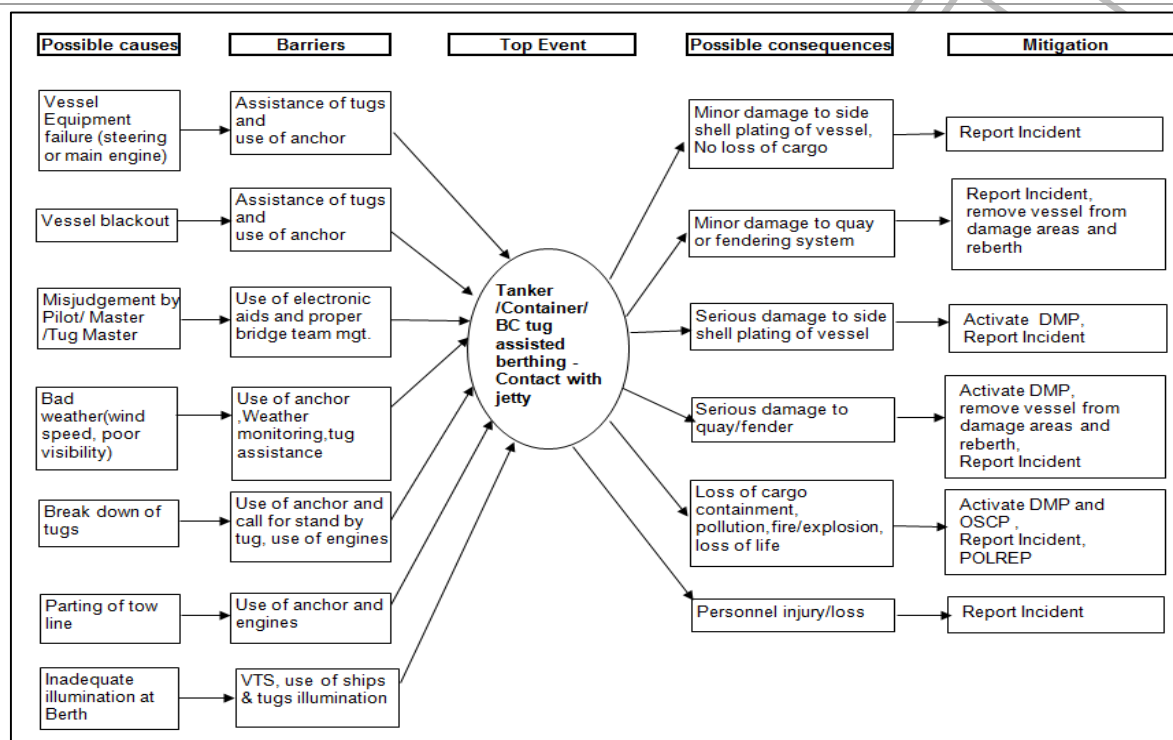 Possible causes
Barriers
Top Event
Possible consequences
Mitigation
Vessel
Equipment
failure (steering
or main engine)
Assistance of tugs
and
use of anchor
Vessel blackout
Assistance of tugs
and
use of anchor
Misjudgement by
Pilot/ Master
/Tug Master
Use of electronic
aids and proper
bridge team mgt.
Bad
weather(wind
speed, poor
visibility)
Use of anchor
,Weather
monitoring,tug
assistance
Break down of
tugs
Use of anchor and
call for stand by
tug, use of engines
Parting of tow
line
Use of anchor and
engines
Inadequate
illumination at
Berth
VTS, use of ships
& tugs illumination
Tanker
/Container/
BC tug
assisted
berthing -
Contact with
jetty
Minor damage to side
shell plating of vessel,
No loss of cargo
Report Incident
Minor damage to quay
or fendering system
Report Incident,
remove vessel from
damage areas and
reberth
Serious damage to side
shell plating of vessel
Activate DMP,
Report Incident
Serious damage to
quay/fender
Activate DMP,
remove vessel from
damage areas and
reberth,
Report Incident
Loss of cargo
containment,
pollution,fire/explosion,
loss of life
Activate DMP and
OSCP ,
Report Incident,
POLREP
Personnel injury/loss
Report Incident